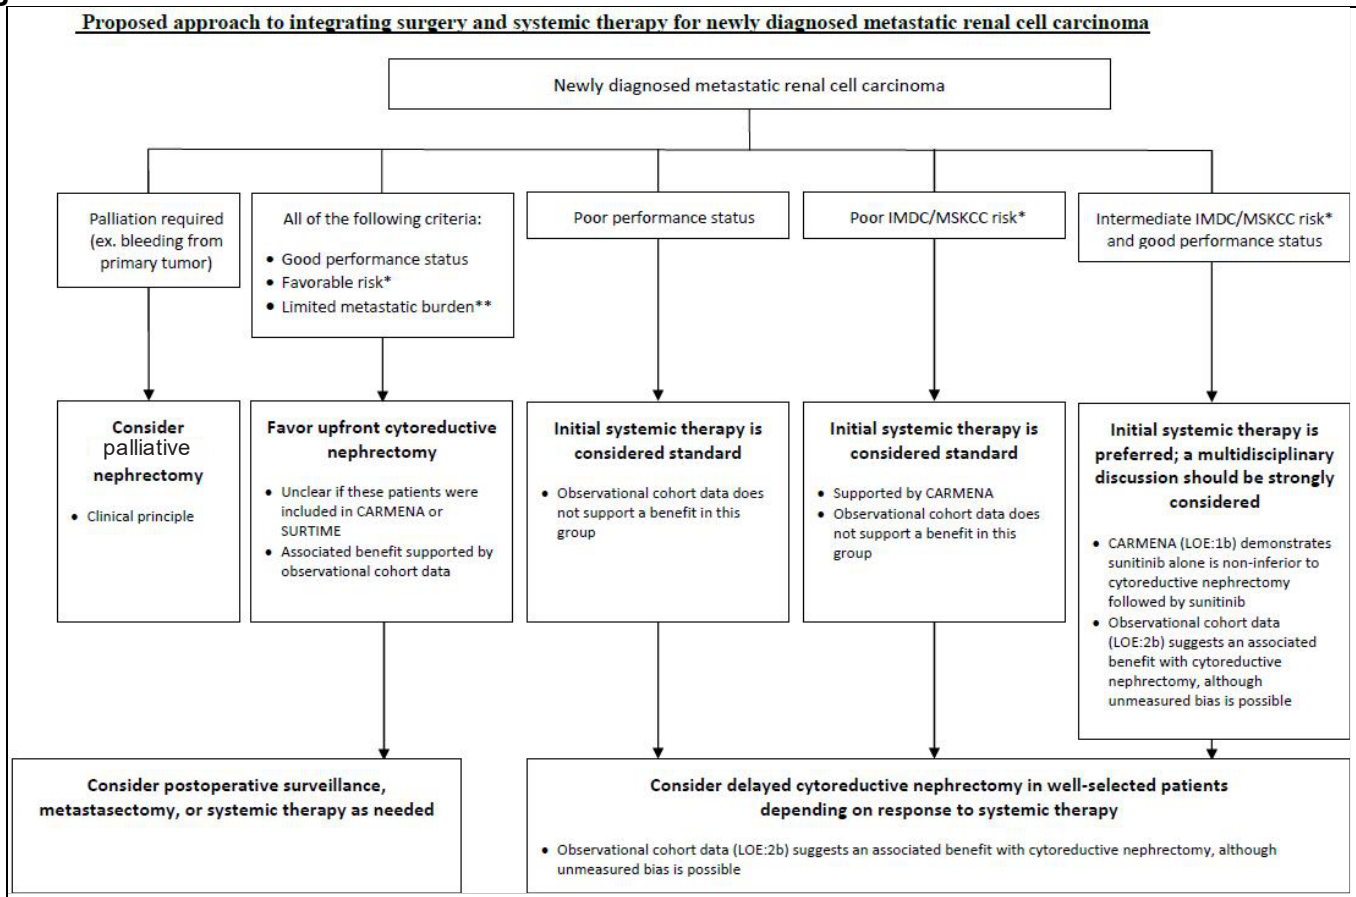 Proposed approach to integrating surgery and systemic therapy for newly diagnosed metastatic renal cell carcinoma
Newly diagnosed metastatic renal cell carcinoma
Palliation required
(ex. bleeding from
primary tumor)
All of the following criteria:
• Good performance status
• Favorable risk*
• Limited metastatic burden**
Poor performance status
Poor IMDC/MSKCC risk*
Intermediate IMDC/MSKCC risk*
and good performance status
Consider
palliative
nephrectomy
• Clinical principle
Favor upfront cytoreductive
nephrectomy
• Unclear if these patients were
included in CARMENA or
SURTIME
• Associated benefit supported by
observational cohort data
Initial systemic therapy is
considered standard
• Observational cohort data does
not support a benefit in this
group
Initial systemic therapy is
considered standard
• Supported by CARMENA
• Observational cohort data does
not support a benefit in this
group
Initial systemic therapy is
preferred; a multidisciplinary
discussion should be strongly
considered
• CARMENA (LOE:1b) demonstrates
sunitinib alone is non-inferior to
cytoreductive nephrectomy
followed by sunitinib
• Observational cohort data
(LOE:2b) suggests an associated
benefit with cytoreductive
nephrectomy, although
unmeasured bias is possible
Consider postoperative surveillance,
metastasectomy, or systemic therapy as needed
Consider delayed cytoreductive nephrectomy in well-selected patients
depending on response to systemic therapy
• Observational cohort data (LOE:2b) suggests an associated benefit with cytoreductive nephrectomy, although
unmeasured bias is possible